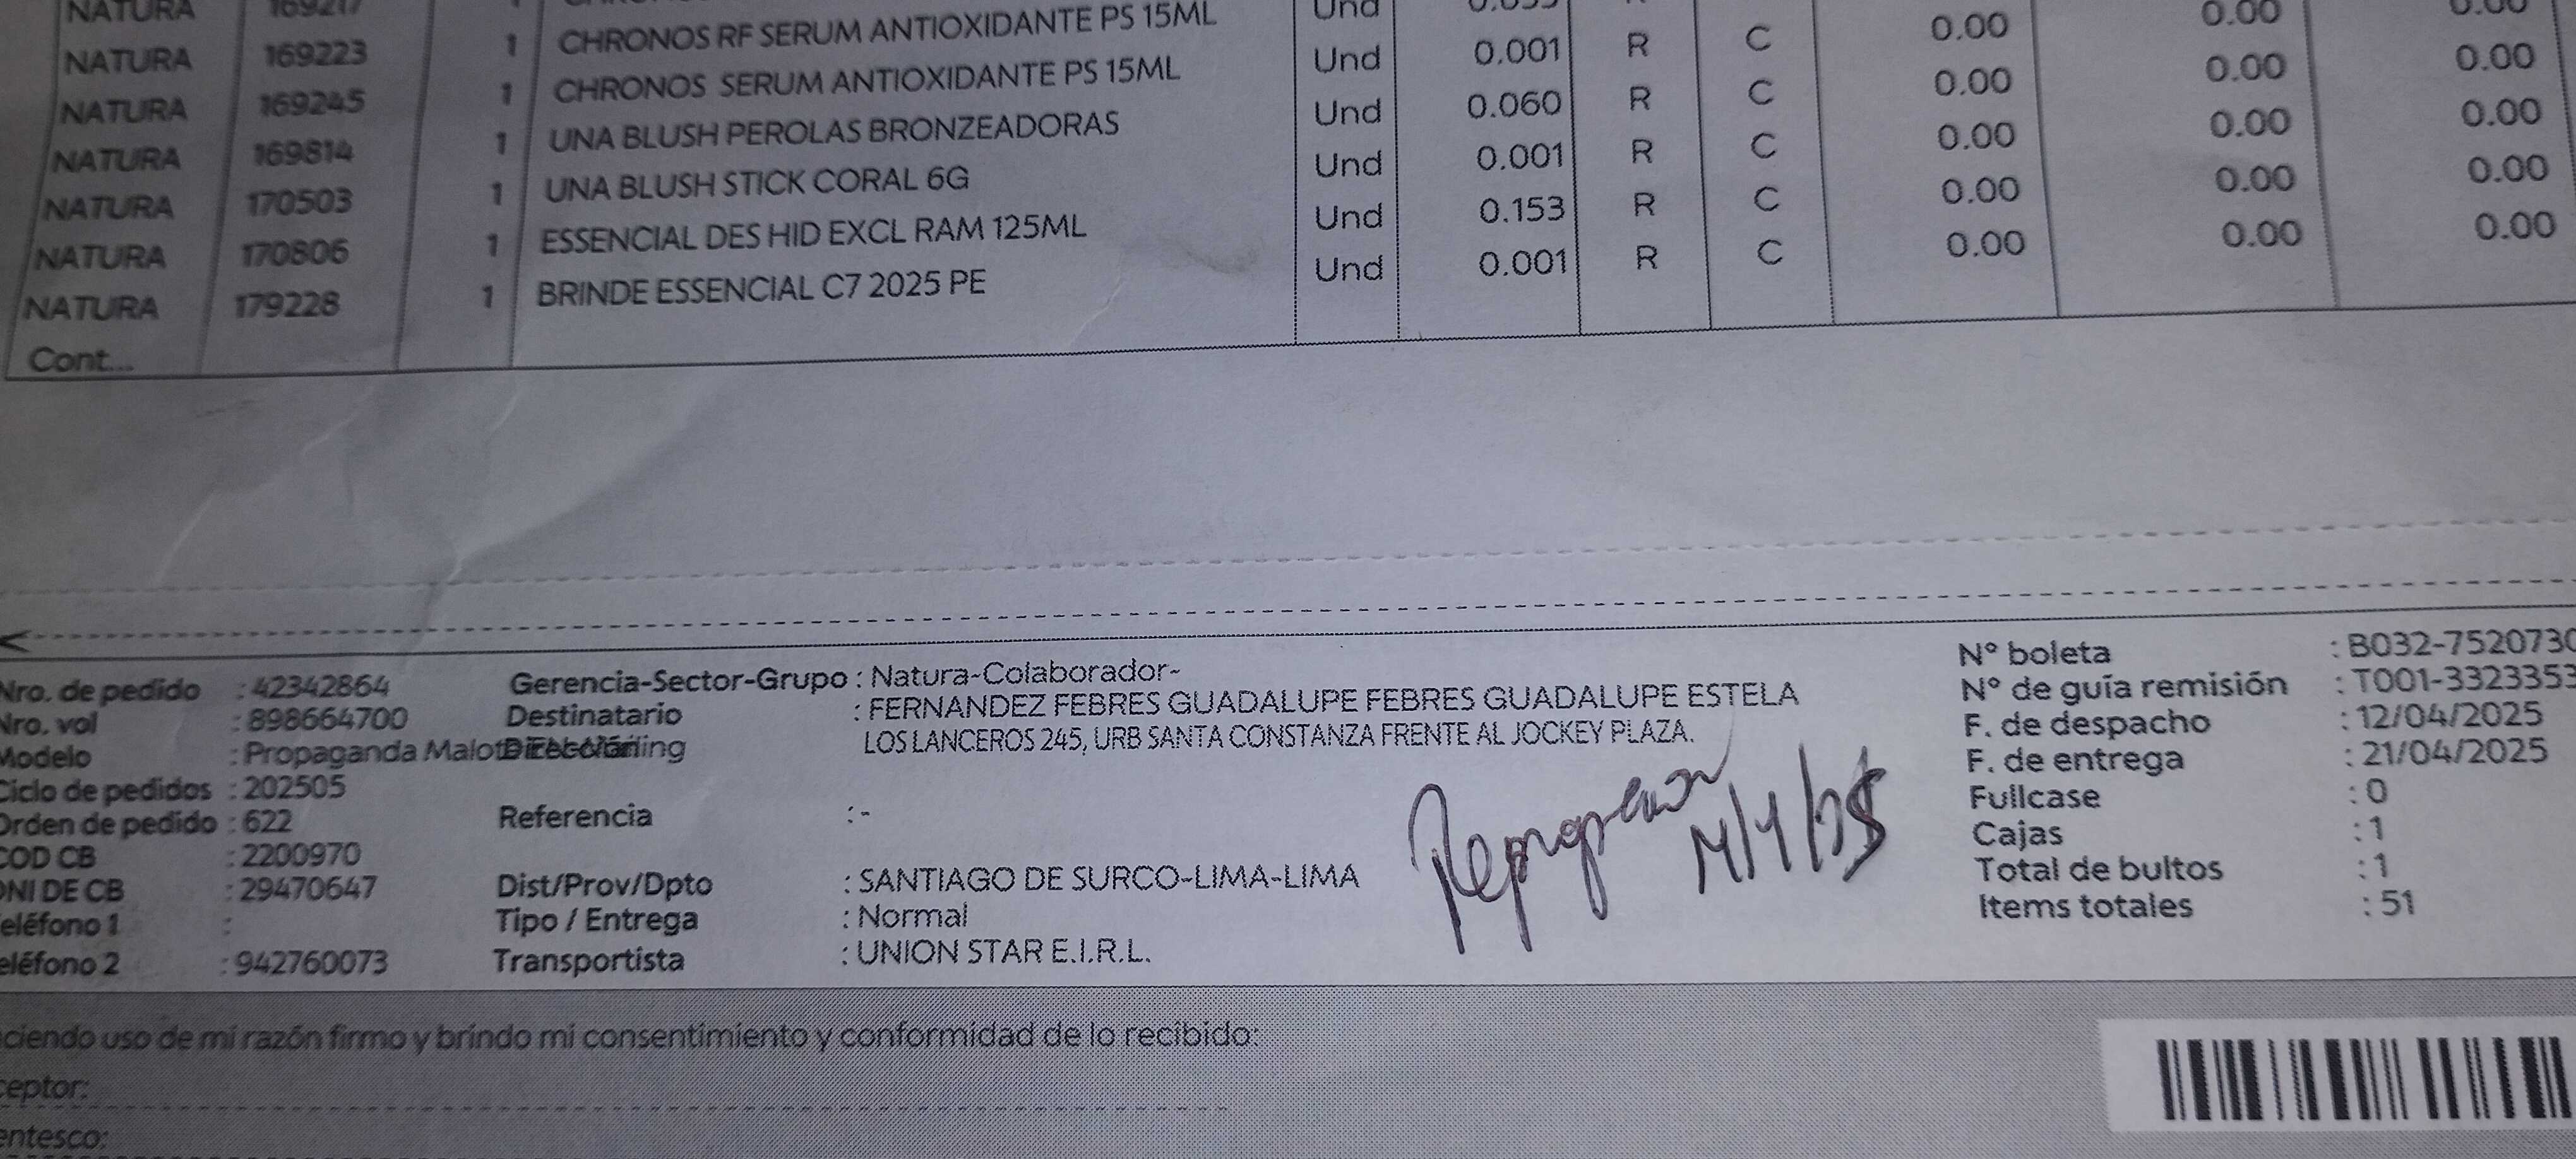 NATURA 169217 1
NATURA 169223 1 CHRONOS RF SERUM ANTIOXIDANTE PS 15ML Und 0.001 R C 0.00 0.00 0.00
NATURA 169245 1 CHRONOS SERUM ANTIOXIDANTE PS 15ML Und 0.060 R C 0.00 0.00 0.00
NATURA 169814 1 UNA BLUSH PEROLAS BRONZEADORAS Und 0.001 R C 0.00 0.00 0.00
NATURA 170503 1 UNA BLUSH STICK CORAL 6G Und 0.153 R C 0.00 0.00 0.00
NATURA 170806 1 ESSENCIAL DES HID EXCL RAM 125ML Und 0.001 R C 0.00 0.00 0.00
NATURA 179228 1 BRINDE ESSENCIAL C7 2025 PE
Cont...
Nro. de pedido : 42342864
Nro. vol : 898664700
Modelo : Propaganda
Ciclo de pedidos : 202505
Orden de pedido : 622
COD CB : 2200970
DNI DE CB : 29470647
eléfono 1 :
eléfono 2 : 942760073
Gerencia-Sector-Grupo : Natura-Colaborador-
Destinatario : FERNANDEZ FEBRES GUADALUPE FEBRES GUADALUPE ESTELA
Dirección LOS LANCEROS 245, URB SANTA CONSTANZA FRENTE AL JOCKEY PLAZA.
Referencia : -
Dist/Prov/Dpto : SANTIAGO DE SURCO-LIMA-LIMA
Tipo / Entrega : Normal
Transportista : UNION STAR E.I.R.L.
N° boleta : B032-7520730
N° de guía remisión : T001-3323353
F. de despacho : 12/04/2025
F. de entrega : 21/04/2025
Fullcase : 0
Cajas : 1
Total de bultos : 1
Items totales : 51
ciendo uso de mi razón firmo y brindo mi consentimiento y conformidad de lo recibido:
ceptor:
entesco: